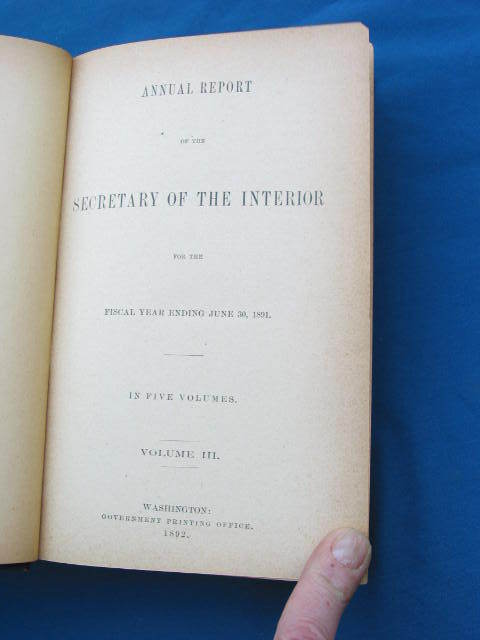 ANNUAL REPORT
OF THE
SECRETARY OF THE INTERIOR
FOR THE
FISCAL YEAR ENDING JUNE 30, 1891.
IN FIVE VOLUMES.
VOLUME III.
WASHINGTON:
GOVERNMENT PRINTING OFFICE.
1892.